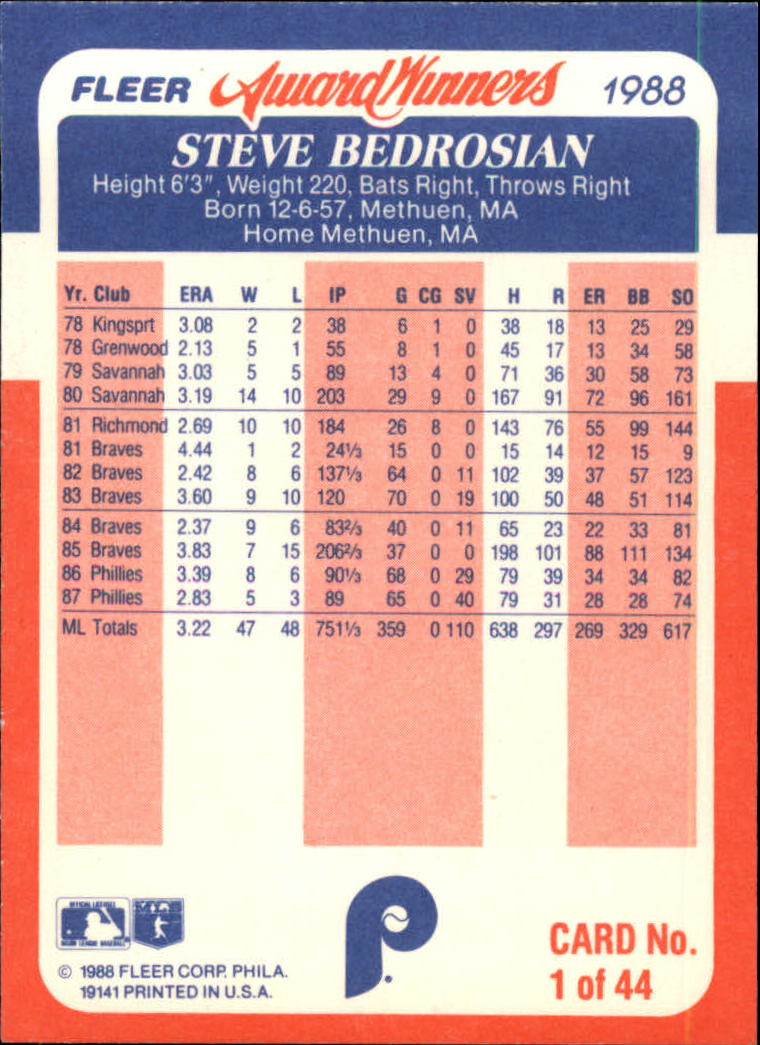 FLEER Award Winners 1988
STEVE BEDROSIAN
Height 6'3", Weight 220, Bats Right, Throws Right
Born 12-6-57, Methuen, MA
Home Methuen, MA
Yr. Club ERA W L IP G CG SV H R ER BB SO
78 Kingsprt 3.08 2 2 38 6 1 0 38 18 13 25 29
78 Grenwood 2.13 5 1 55 8 1 0 45 17 13 34 58
79 Savannah 3.03 5 5 89 13 4 0 71 36 30 58 73
80 Savannah 3.19 14 10 203 29 9 0 167 91 72 96 161
81 Richmond 2.69 10 10 184 26 8 0 143 76 55 99 144
81 Braves 4.44 1 2 24⅓ 15 0 0 15 14 12 15 9
82 Braves 2.42 8 6 137⅓ 64 0 11 102 39 37 57 123
83 Braves 3.60 9 10 120 70 0 19 100 50 48 51 114
84 Braves 2.37 9 6 83⅔ 40 0 11 65 23 22 33 81
85 Braves 3.83 7 15 206⅔ 37 0 0 198 101 88 111 134
86 Phillies 3.39 8 6 90⅓ 68 0 29 79 39 34 34 82
87 Phillies 2.83 5 3 89 65 0 40 79 31 28 28 74
ML Totals 3.22 47 48 751⅓ 359 0 110 638 297 269 329 617
OFFICIAL LICENSEE
MAJOR LEAGUE BASEBALL
P
© 1988 FLEER CORP. PHILA.
19141 PRINTED IN U.S.A.
CARD No.
1 of 44